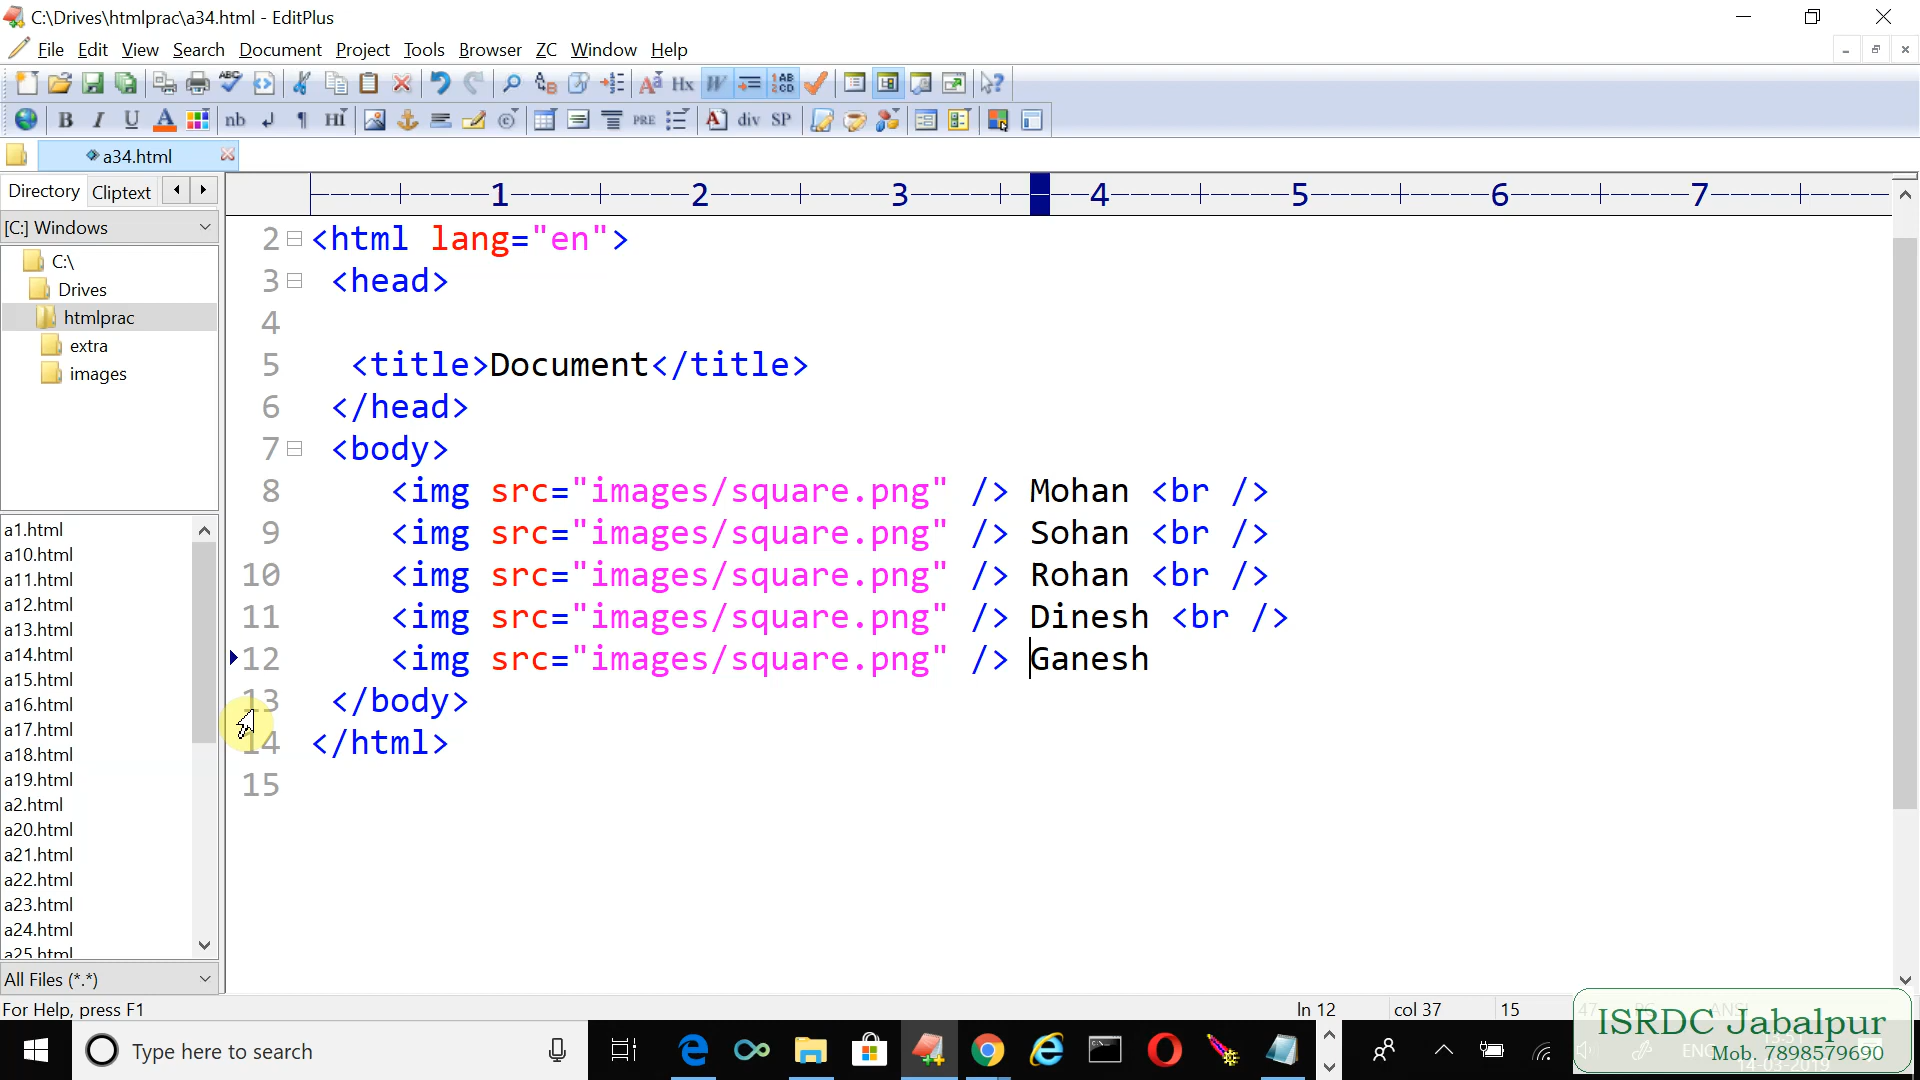 C:\Drives\htmlprac\a34.html - EditPlus
File Edit View Search Document Project Tools Browser ZC Window Help
a34.html
Directory Cliptext
[C:] Windows
C:\
Drives
htmlprac
extra
images
a1.html
a10.html
a11.html
a12.html
a13.html
a14.html
a15.html
a16.html
a17.html
a18.html
a19.html
a2.html
a20.html
a21.html
a22.html
a23.html
a24.html
a25.html
All Files (*.*)
1 2 3 4 5 6 7
2 <html lang="en">
3 <head>
4
5 <title>Document</title>
6 </head>
7 <body>
8 <img src="images/square.png" /> Mohan <br />
9 <img src="images/square.png" /> Sohan <br />
10 <img src="images/square.png" /> Rohan <br />
11 <img src="images/square.png" /> Dinesh <br />
12 <img src="images/square.png" /> Ganesh
13 </body>
14 </html>
15
For Help, press F1
ln 12 col 37 15
Type here to search
ISRDC Jabalpur
Mob. 7898579690